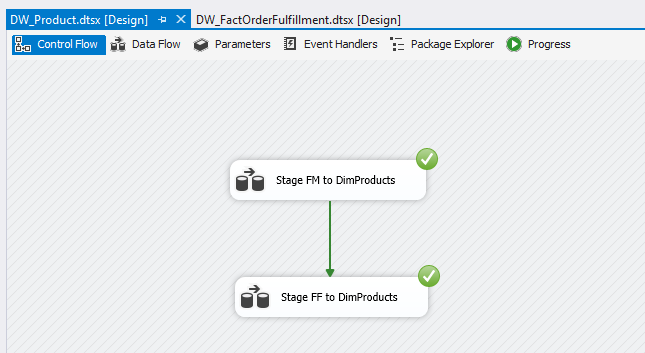 DW_Product.dtsx [Design] DW_FactOrderFulfillment.dtsx [Design]
Control Flow Data Flow Parameters Event Handlers Package Explorer Progress
Stage FM to DimProducts
Stage FF to DimProducts